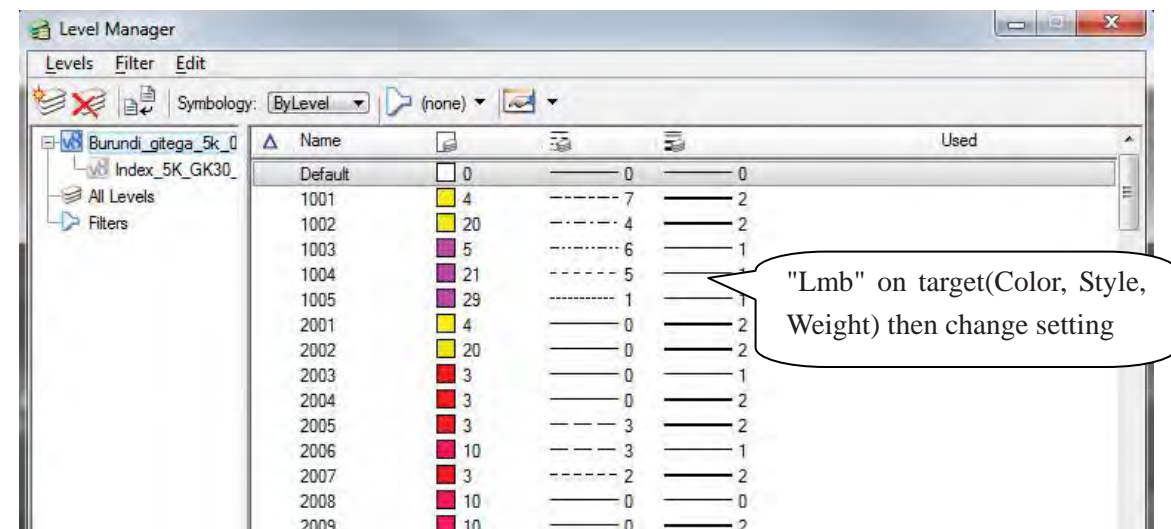 Level Manager
Levels Filter Edit
Symbology: ByLevel (none)
Burundi_gitega_5k_0
Index_5K_GK30_
All Levels
Filters
Name Used
Default 0 0 0
1001 4 7 2
1002 20 4 2
1003 5 6 1
1004 21 5 1
1005 29 1 1
2001 4 0 2
2002 20 0 2
2003 3 0 1
2004 3 0 2
2005 3 3 2
2006 10 3 1
2007 3 2 2
2008 10 0 0
2009 10 0 2
"Lmb" on target(Color, Style,
Weight) then change setting